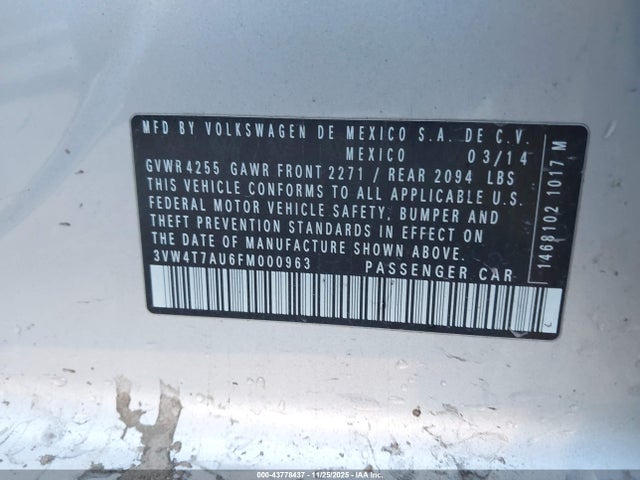 MFD BY VOLKSWAGEN DE MEXICO S.A. DE C.V.
MEXICO 03/14
GVWR 4255 GAWR FRONT 2271 / REAR 2094 LBS
THIS VEHICLE CONFORMS TO ALL APPLICABLE U.S.
FEDERAL MOTOR VEHICLE SAFETY, BUMPER AND
THEFT PREVENTION STANDARDS IN EFFECT ON
THE DATE OF MANUFACTURE SHOWN ABOVE.
3VW4T7AU6FM000963 PASSENGER CAR
1468102 1017 M
C
000-43778437 - 11/25/2025 - IAA Inc.